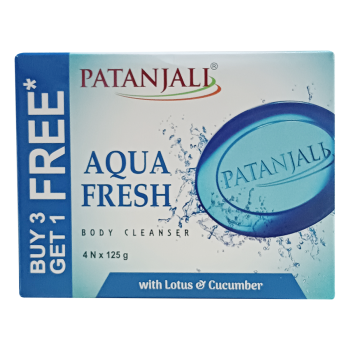 BUY 3
GET 1
FREE*
PATANJALI®
AQUA
FRESH
BODY CLEANSER
4 N x 125 g
PATANJALI
with Lotus & Cucumber